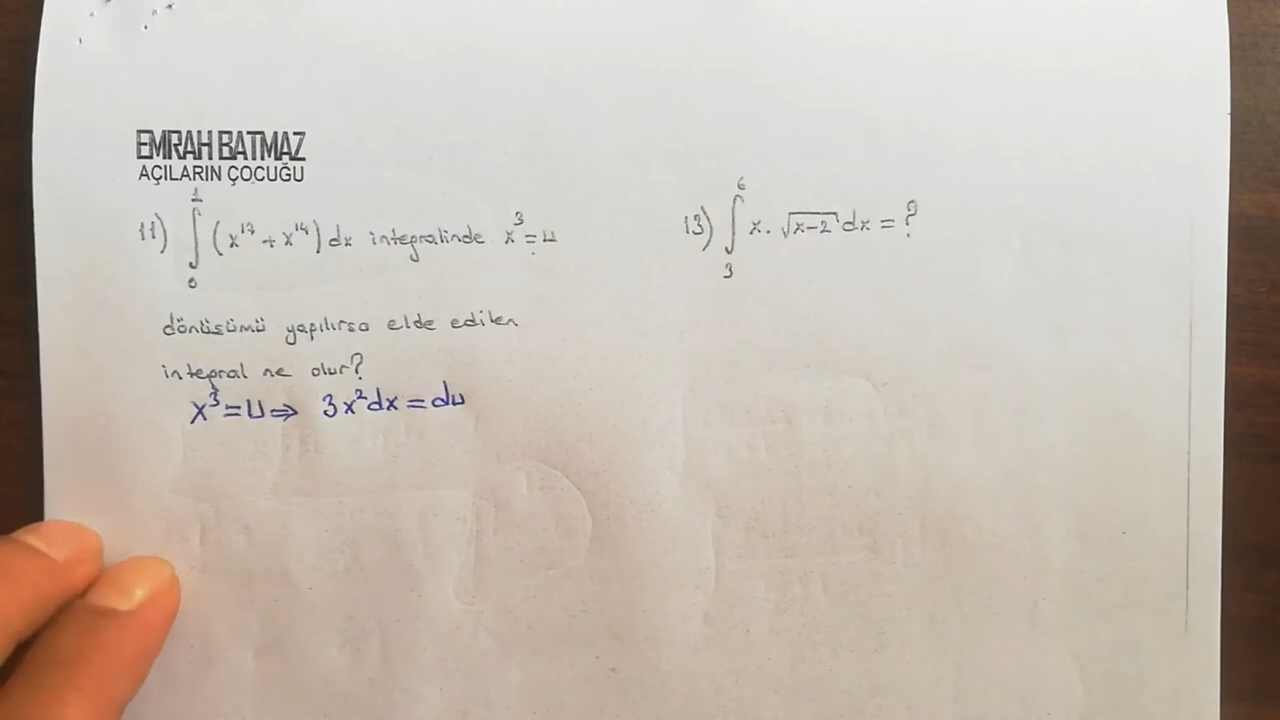 EMRAH BATMAZ
AÇILARIN ÇOCUĞU
11) ∫₀¹ (x¹⁷ + x¹⁴) dx integralinde x³ = u
dönüşümü yapılırsa elde edilen
integral ne olur?
x³ = u ⇒ 3x²dx = du
13) ∫₃⁶ x. √(x-2) dx = ?